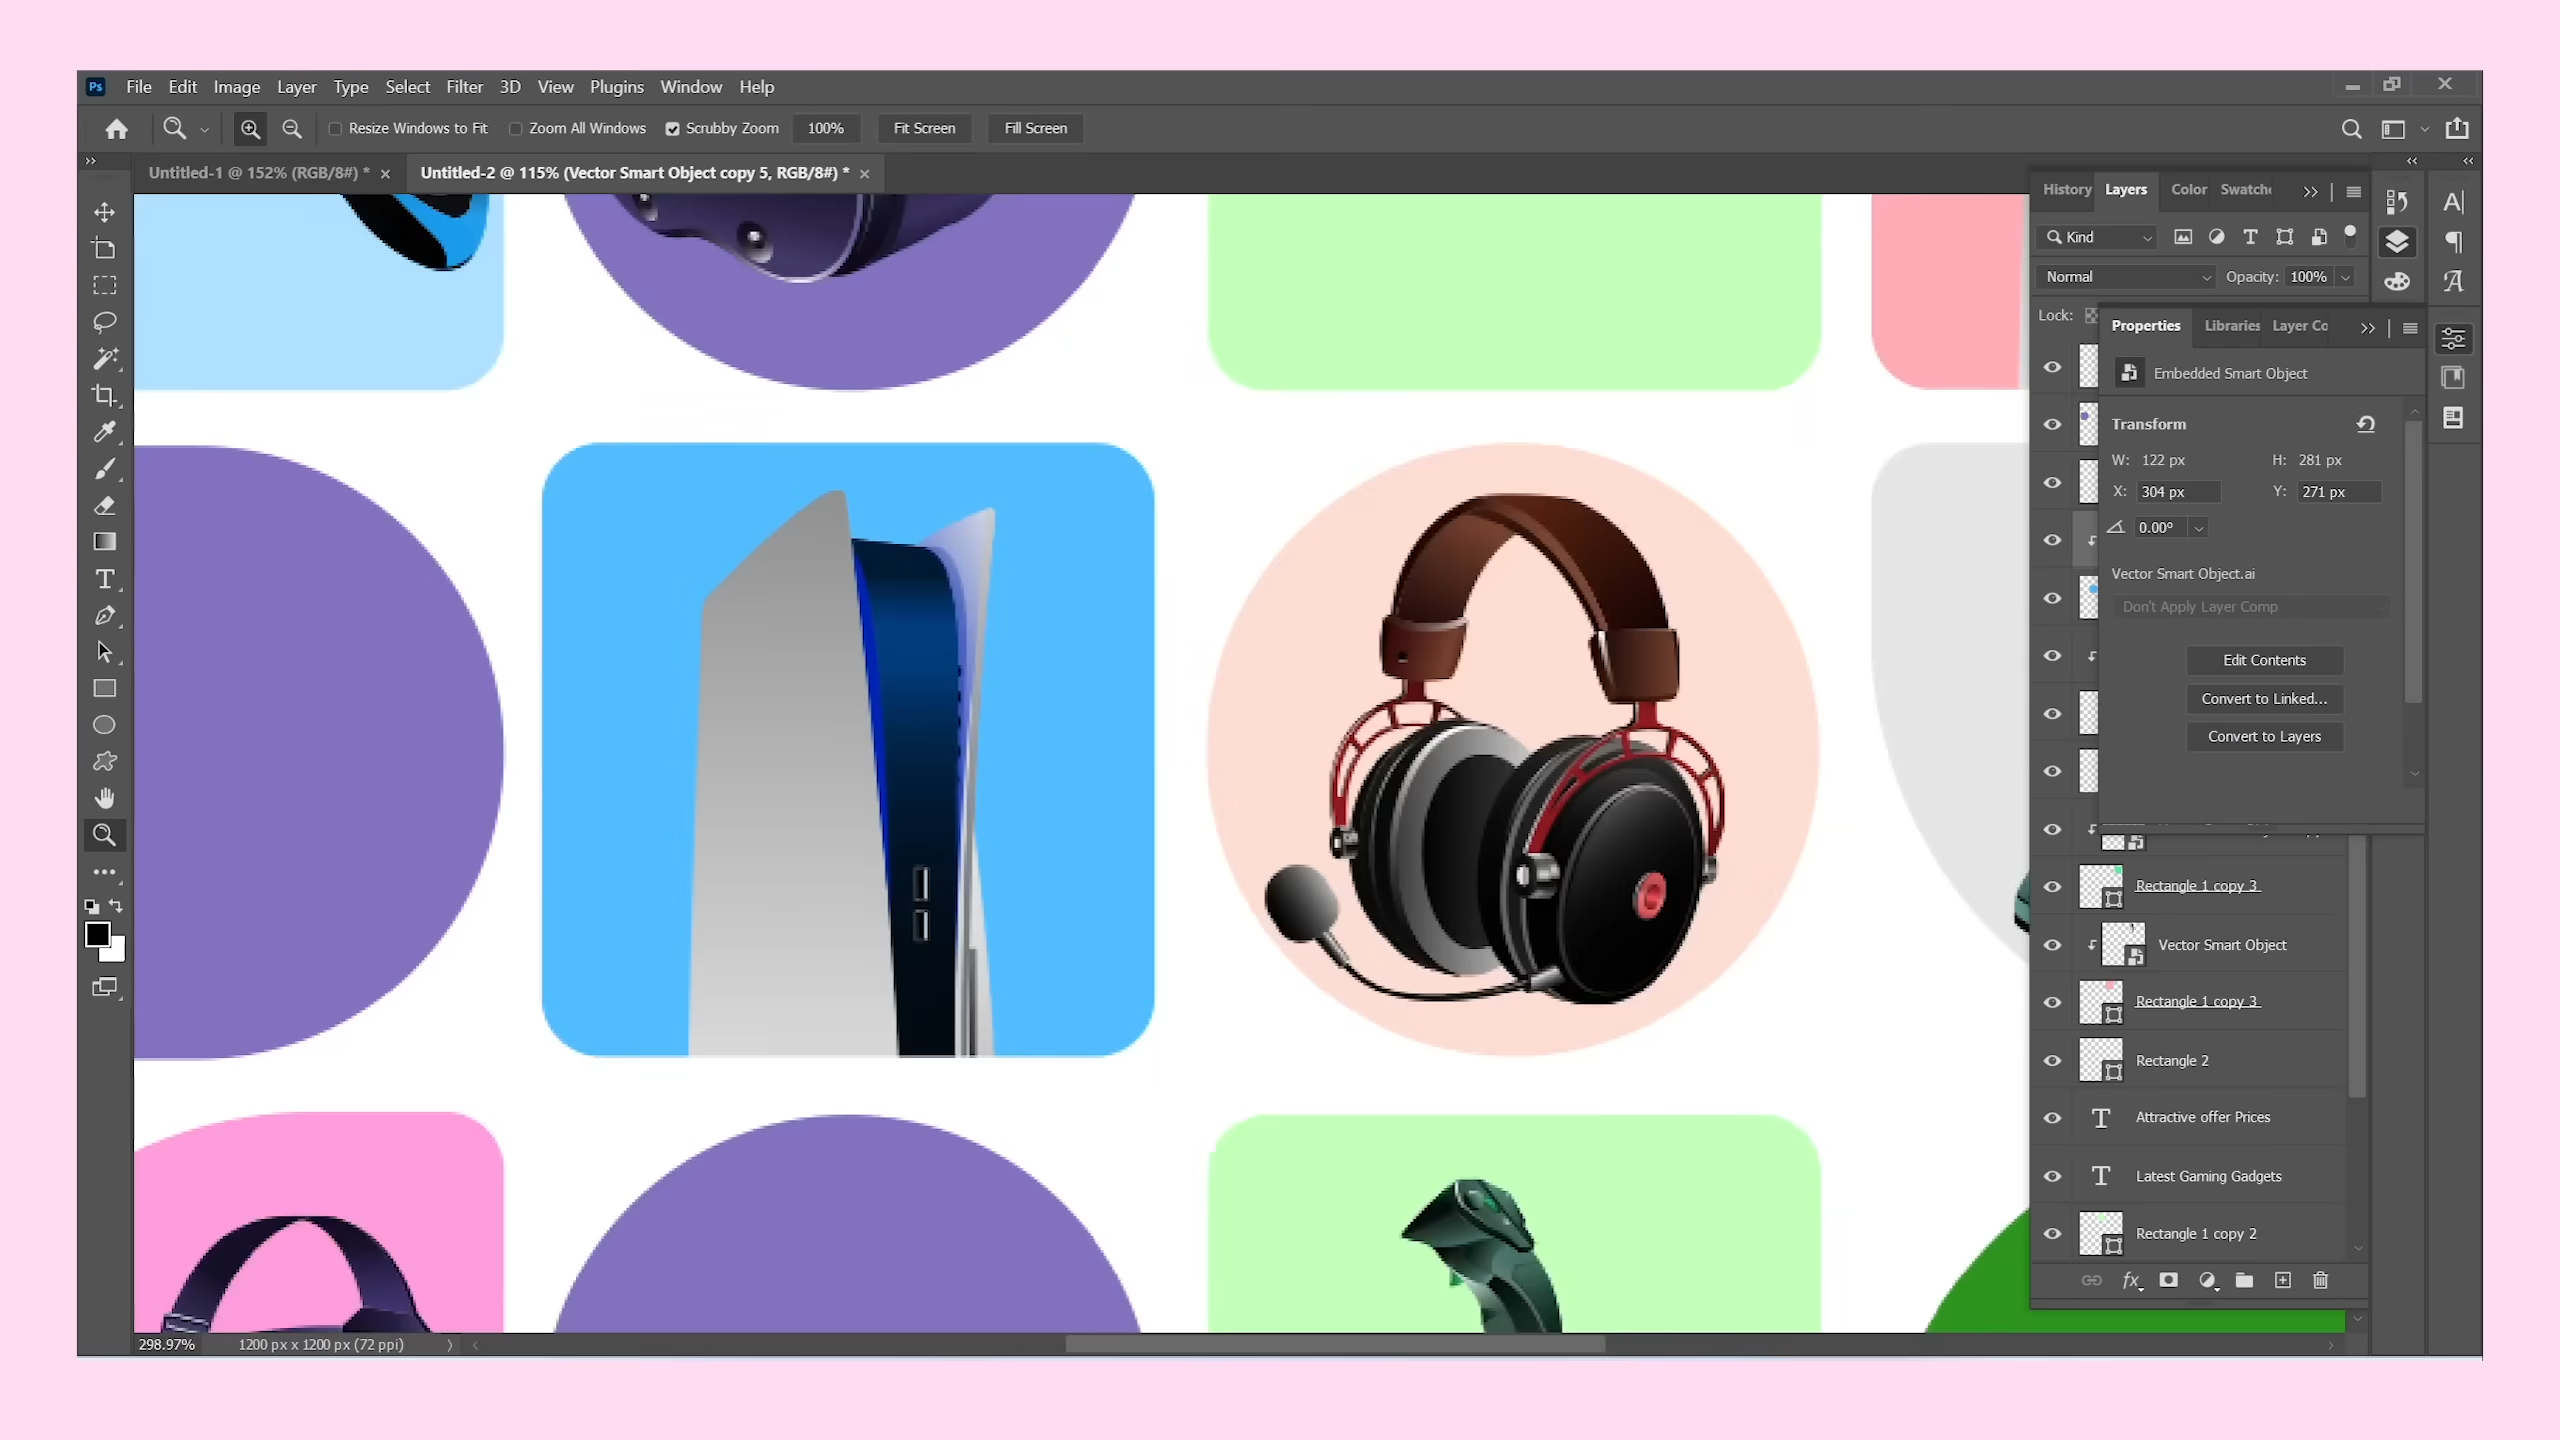 Ps File Edit Image Layer Type Select Filter 3D View Plugins Window Help
Resize Windows to Fit Zoom All Windows Scrubby Zoom 100% Fit Screen Fill Screen
Untitled-1 @ 152% (RGB/8#) * × Untitled-2 @ 115% (Vector Smart Object copy 5, RGB/8#) * ×
History Layers Color Swatche
Kind
Normal Opacity: 100%
Lock:
Properties Libraries Layer Co
Embedded Smart Object
Transform
W: 122 px H: 281 px
X: 304 px Y: 271 px
0.00°
Vector Smart Object.ai
Don't Apply Layer Comp
Edit Contents
Convert to Linked...
Convert to Layers
Rectangle 1 copy 3
Vector Smart Object
Rectangle 1 copy 3
Rectangle 2
Attractive offer Prices
Latest Gaming Gadgets
Rectangle 1 copy 2
298.97% 1200 px x 1200 px (72 ppi)